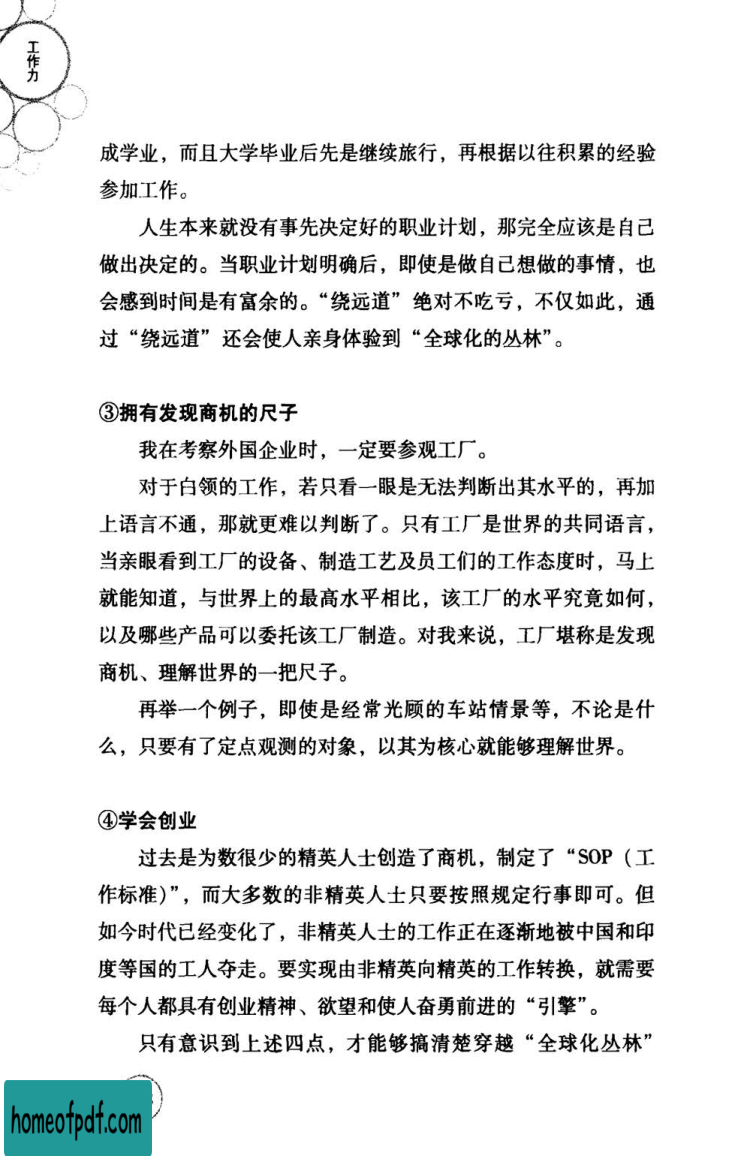 工作力
成学业，而且大学毕业后先是继续旅行，再根据以往积累的经验
参加工作。
人生本来就没有事先决定好的职业计划，那完全应该是自己
做出决定的。当职业计划明确后，即使是做自己想做的事情，也
会感到时间是有富余的。“绕远道” 绝对不吃亏，不仅如此，通
过“绕远道” 还会使人亲身体验到“全球化的丛林”。
③拥有发现商机的尺子
我在考察外国企业时，一定要参观工厂。
对于白领的工作，若只看一眼是无法判断出其水平的，再加
上语言不通，那就更难以判断了。只有工厂是世界的共同语言，
当亲眼看到工厂的设备、制造工艺及员工们的工作态度时，马上
就能知道，与世界上的最高水平相比，该工厂的水平究竟如何，
以及哪些产品可以委托该工厂制造。对我来说，工厂堪称是发现
商机、理解世界的一把尺子。
再举一个例子，即使是经常光顾的车站情景等，不论是什
么，只要有了定点观测的对象，以其为核心就能够理解世界。
④学会创业
过去是为数很少的精英人士创造了商机，制定了“SOP（工
作标准）”，而大多数的非精英人士只要按照规定行事即可。但
如今时代已经变化了，非精英人士的工作正在逐渐地被中国和印
度等国的工人夺走。要实现由非精英向精英的工作转换，就需要
每个人都具有创业精神、欲望和使人奋勇前进的“引擎”。
只有意识到上述四点，才能够搞清楚穿越“全球化丛林”
homeofpdf.com